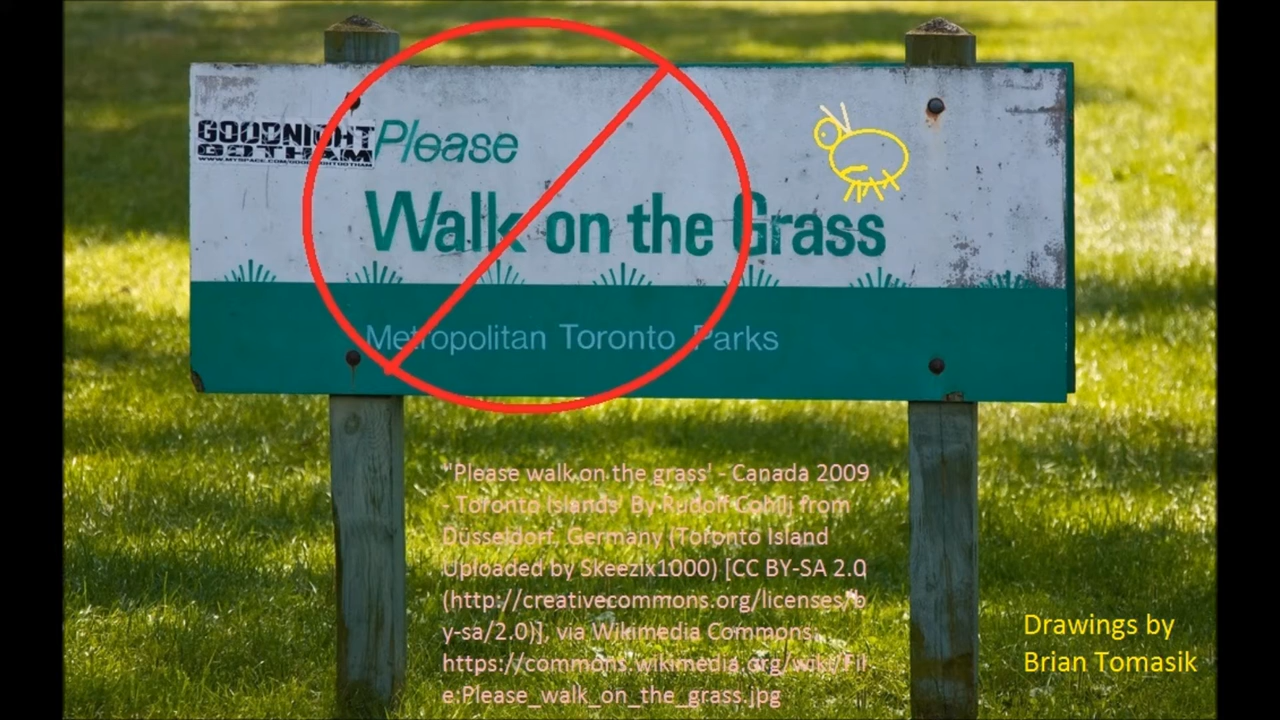 GOODNIGHT
GOTHAM
Please
Walk on the Grass
Metropolitan Toronto Parks
"Please walk on the grass' - Canada 2009
- Toronto Islands' By Rudolf
from
Düsseldorf, Germany (Toronto Island
Uploaded by Skeezix1000) [CC BY-SA 2.0
(http://creativecommons.org/licenses/b
y-sa/2.0)], via Wikimedia Commons:
https://commons.wikimedia.org/wiki/Fil
e:Please_walk_on_the_grass.jpg
Drawings by
Brian Tomasik